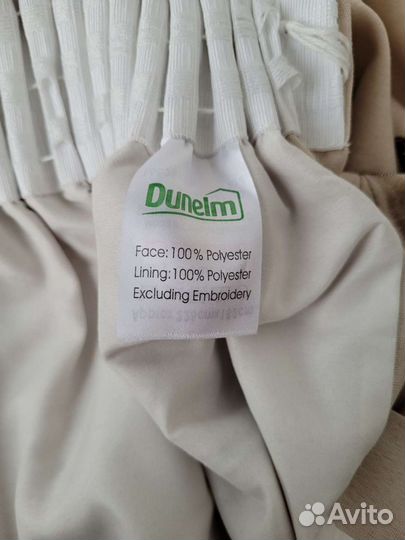 Dunelm
Face: 100% Polyester
Lining: 100% Polyester
Excluding Embroidery
Avito